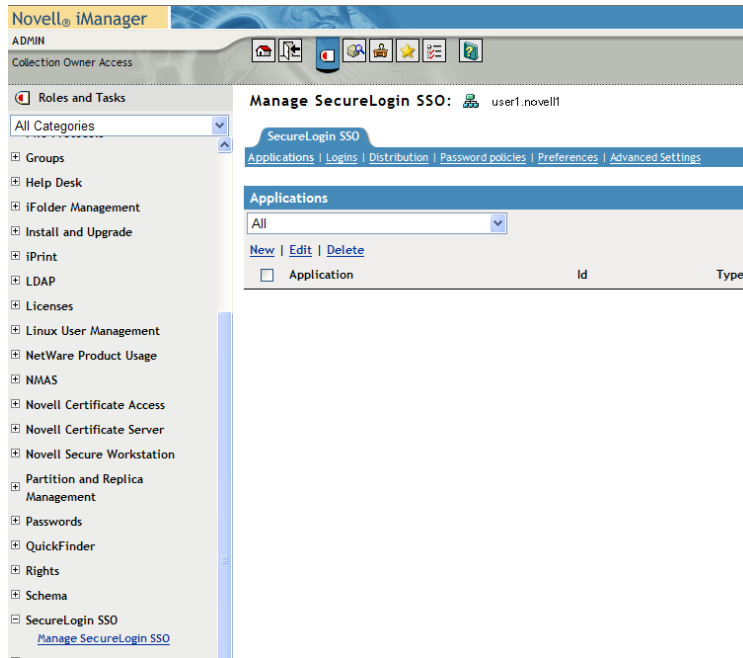 Novell® iManager
ADMIN
Collection Owner Access
Roles and Tasks
All Categories
Groups
Help Desk
iFolder Management
Install and Upgrade
iPrint
LDAP
Licenses
Linux User Management
NetWare Product Usage
NMAS
Novell Certificate Access
Novell Certificate Server
Novell Secure Workstation
Partition and Replica
Management
Passwords
QuickFinder
Rights
Schema
SecureLogin SSO
Manage SecureLogin SSO
Manage SecureLogin SSO: user1.novell1
SecureLogin SSO
Applications | Logins | Distribution | Password policies | Preferences | Advanced Settings
Applications
All
New | Edit | Delete
Application Id Type